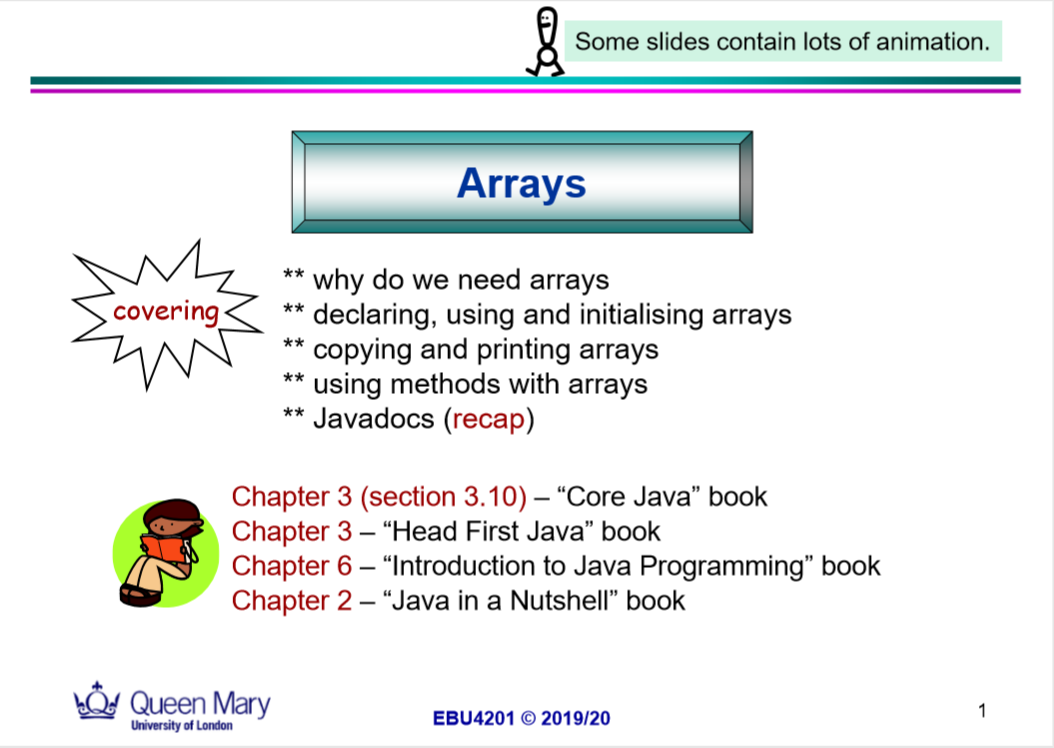 Some slides contain lots of animation.
Arrays
covering
** why do we need arrays
** declaring, using and initialising arrays
** copying and printing arrays
** using methods with arrays
** Javadocs (recap)
Chapter 3 (section 3.10) – “Core Java” book
Chapter 3 – “Head First Java” book
Chapter 6 – “Introduction to Java Programming” book
Chapter 2 – “Java in a Nutshell” book
Queen Mary
University of London
EBU4201 © 2019/20
1